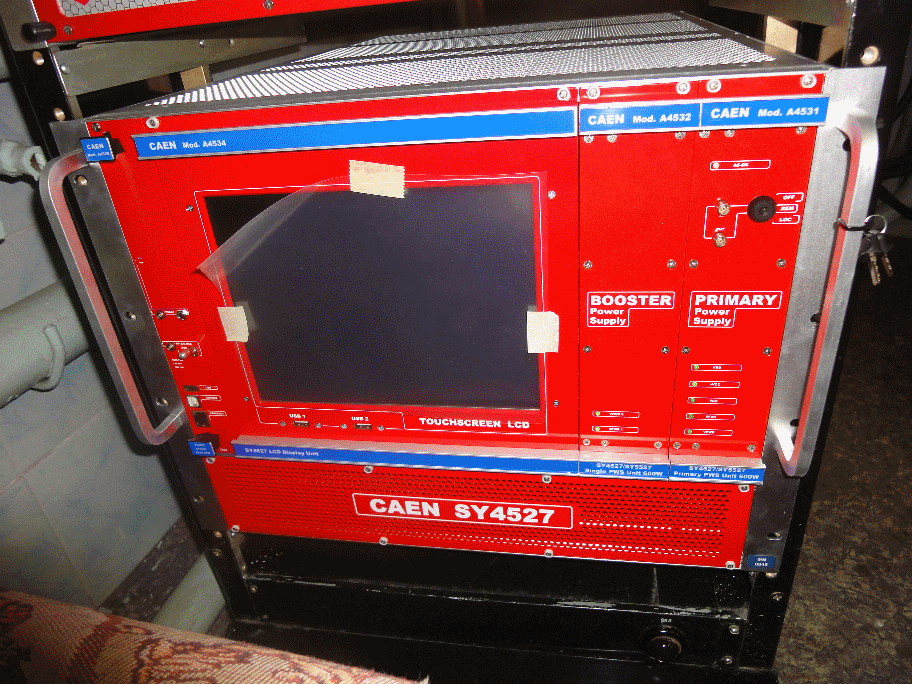 CAEN
CAEN Mod. A4534
CAEN Mod. A4532
CAEN Mod. A4531
OFF
REM
LOC
BOOSTER
Power
Supply
PRIMARY
Power
Supply
USB 1
USB 2
TOUCHSCREEN LCD
SY4527 LCD Display Unit
SY4527/SY5527
Single PWS Unit 600W
SY4527/SY5527
Primary PWS Unit 600W
CAEN SY4527